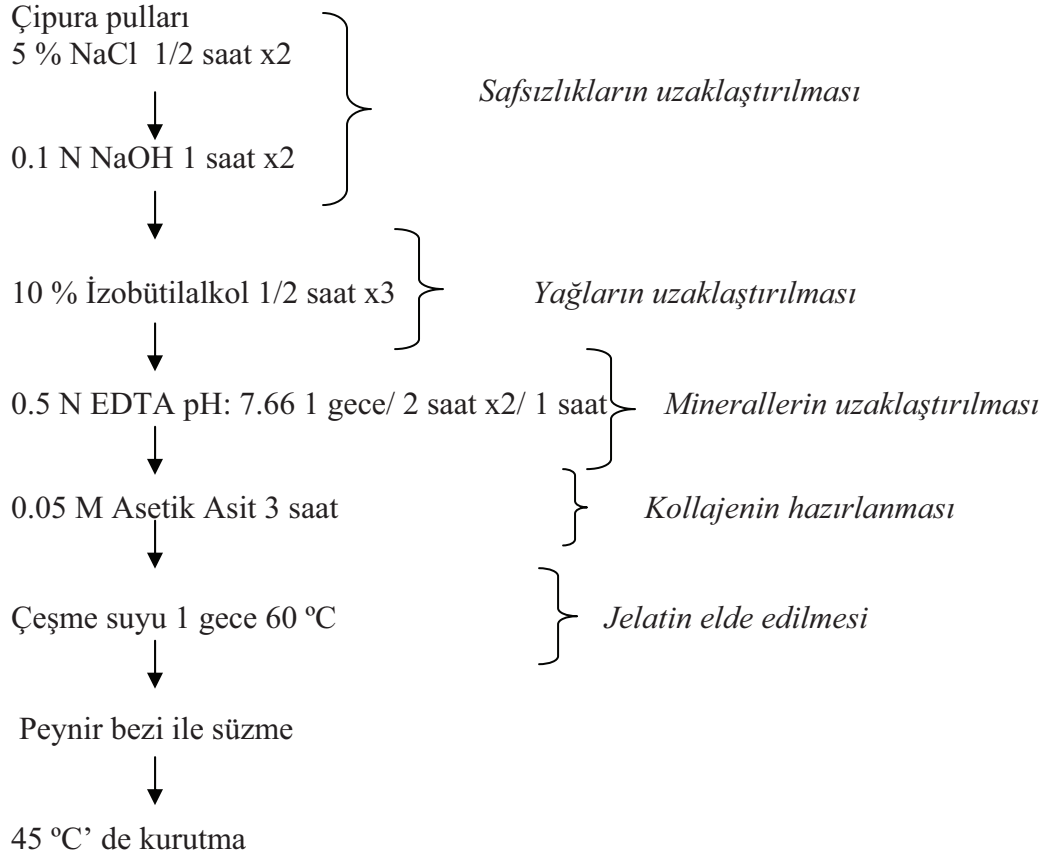 Çipura pulları
5 % NaCl 1/2 saat x2
Safsızlıkların uzaklaştırılması
0.1 N NaOH 1 saat x2
10 % İzobütilalkol 1/2 saat x3
Yağların uzaklaştırılması
0.5 N EDTA pH: 7.66 1 gece/ 2 saat x2/ 1 saat
Minerallerin uzaklaştırılması
0.05 M Asetik Asit 3 saat
Kollajenin hazırlanması
Çeşme suyu 1 gece 60 ºC
Jelatin elde edilmesi
Peynir bezi ile süzme
45 ºC’ de kurutma